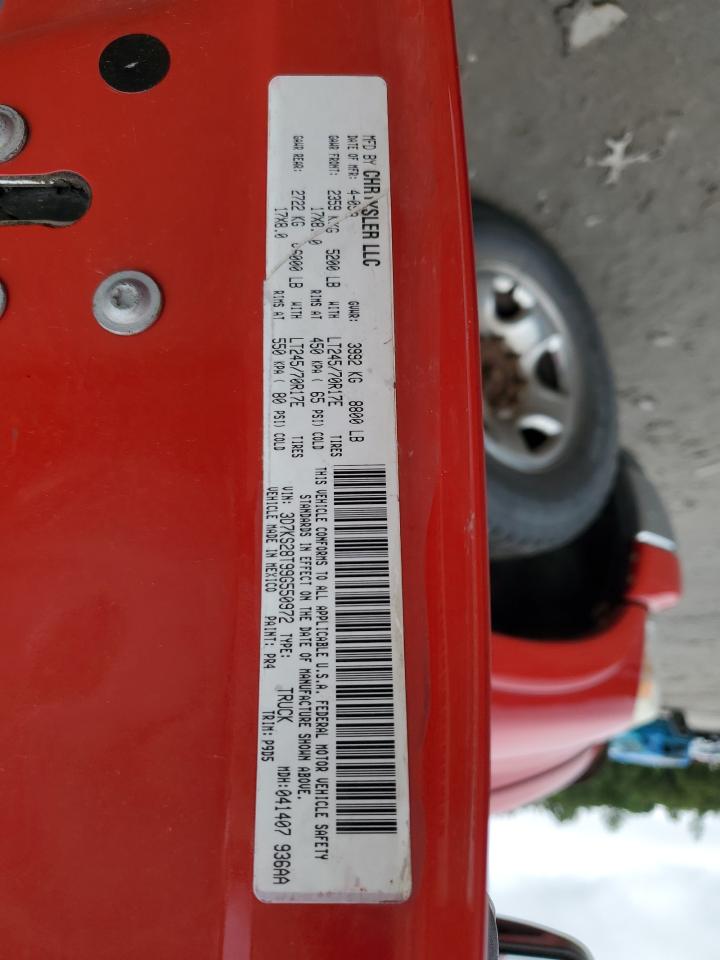 MFD BY CHRYSLER LLC
DATE OF MFR: 4-09 GVWR: 3992 KG 8800 LB
GAWR FRONT: 2359 KG 5200 LB WITH LT245/70R17E TIRES
17X8.0 RIMS AT 450 KPA ( 65 PSI) COLD
GAWR REAR: 2722 KG 6000 LB WITH LT245/70R17E TIRES
17X8.0 RIMS AT 550 KPA ( 80 PSI) COLD
THIS VEHICLE CONFORMS TO ALL APPLICABLE U.S.A. FEDERAL MOTOR VEHICLE SAFETY
STANDARDS IN EFFECT ON THE DATE OF MANUFACTURE SHOWN ABOVE.
VIN: 3D7KS28T99G550972 TYPE: TRUCK MDH:041407 936AA
VEHICLE MADE IN MEXICO PAINT: PR4 TRIM: P9D5